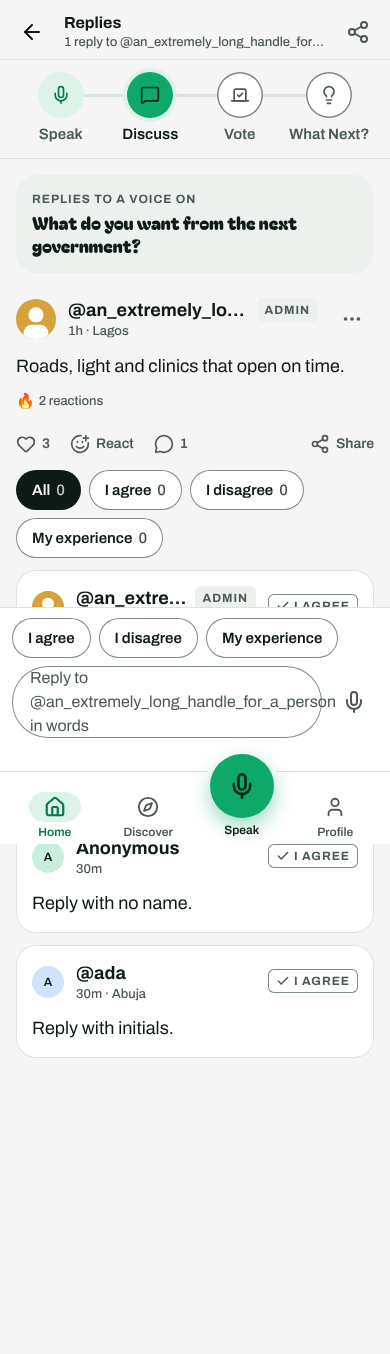 Replies
1 reply to @an_extremely_long_handle_for...
Speak
Discuss
Vote
What Next?
REPLIES TO A VOICE ON
What do you want from the next
government?
@an_extremely_lo... ADMIN
1h · Lagos
Roads, light and clinics that open on time.
🔥 2 reactions
3 React 1 Share
All 0 I agree 0 I disagree 0
My experience 0
@an_extre... ADMIN I AGREE
I agree I disagree My experience
Reply to
@an_extremely_long_handle_for_a_person
in words
Home
Discover
Speak
Profile
A Anonymous I AGREE
30m
Reply with no name.
A @ada I AGREE
30m · Abuja
Reply with initials.